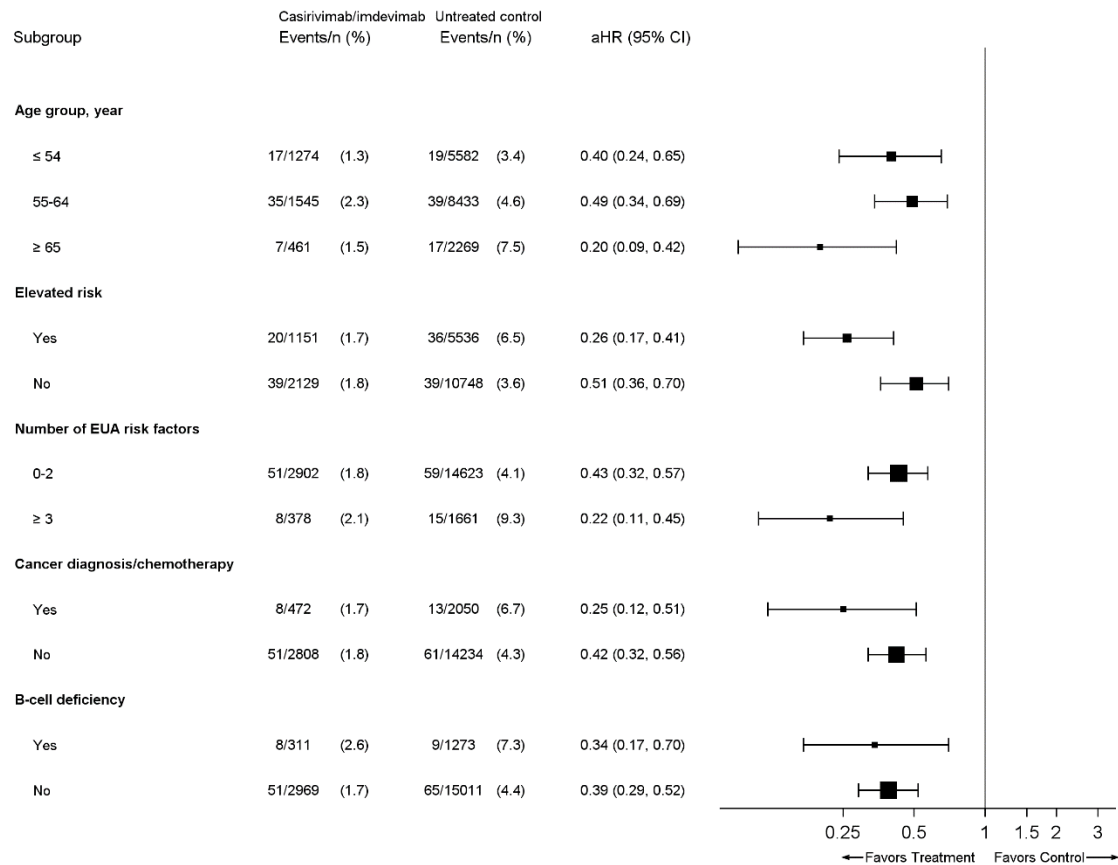 Casirivimab/imdevimab Untreated control
Subgroup Events/n (%) Events/n (%) aHR (95% CI)
Age group, year
≤ 54 17/1274 (1.3) 19/5582 (3.4) 0.40 (0.24, 0.65)
55-64 35/1545 (2.3) 39/8433 (4.6) 0.49 (0.34, 0.69)
≥ 65 7/461 (1.5) 17/2269 (7.5) 0.20 (0.09, 0.42)
Elevated risk
Yes 20/1151 (1.7) 36/5536 (6.5) 0.26 (0.17, 0.41)
No 39/2129 (1.8) 39/10748 (3.6) 0.51 (0.36, 0.70)
Number of EUA risk factors
0-2 51/2902 (1.8) 59/14623 (4.1) 0.43 (0.32, 0.57)
≥ 3 8/378 (2.1) 15/1661 (9.3) 0.22 (0.11, 0.45)
Cancer diagnosis/chemotherapy
Yes 8/472 (1.7) 13/2050 (6.7) 0.25 (0.12, 0.51)
No 51/2808 (1.8) 61/14234 (4.3) 0.42 (0.32, 0.56)
B-cell deficiency
Yes 8/311 (2.6) 9/1273 (7.3) 0.34 (0.17, 0.70)
No 51/2969 (1.7) 65/15011 (4.4) 0.39 (0.29, 0.52)
0.25 0.5 1 1.5 2 3
Favors Treatment Favors Control